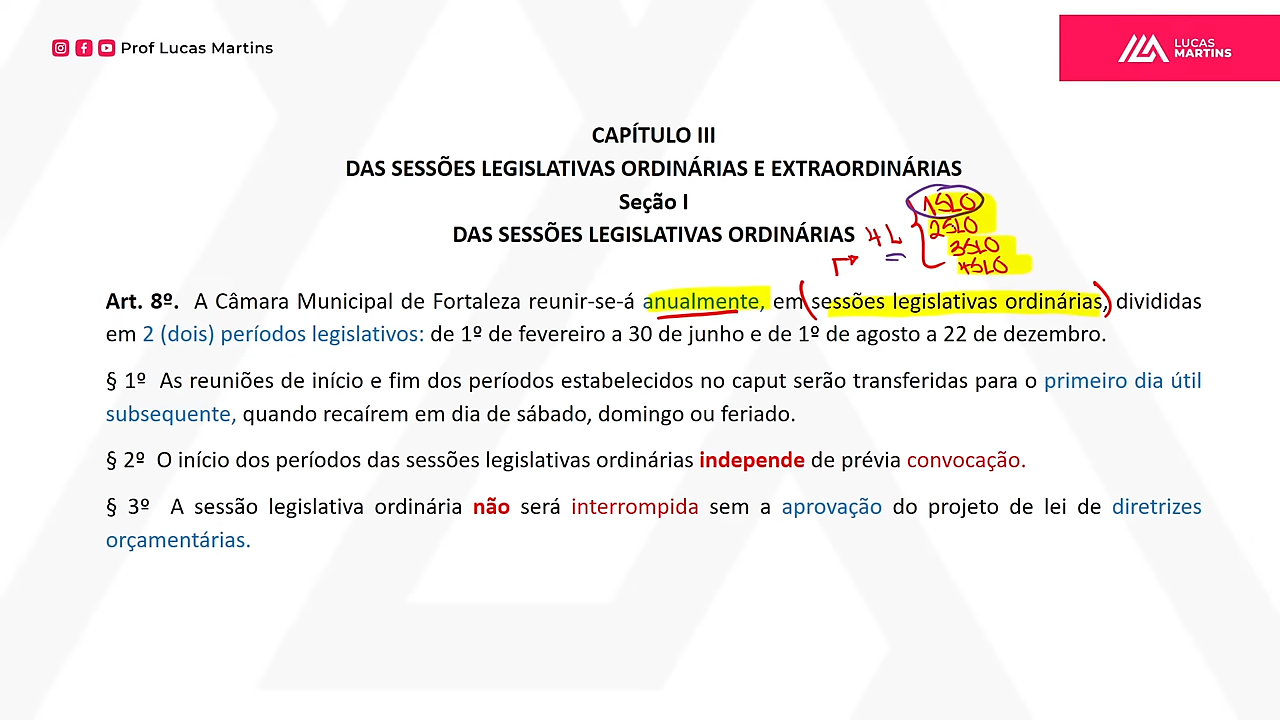 Prof Lucas Martins
LUCAS
MARTINS
CAPÍTULO III
DAS SESSÕES LEGISLATIVAS ORDINÁRIAS E EXTRAORDINÁRIAS
Seção I
1SLO
2SLO
DAS SESSÕES LEGISLATIVAS ORDINÁRIAS 4L
3SLO
4SLO
Art. 8º. A Câmara Municipal de Fortaleza reunir-se-á anualmente, em (sessões legislativas ordinárias,) divididas
em 2 (dois) períodos legislativos: de 1º de fevereiro a 30 de junho e de 1º de agosto a 22 de dezembro.
§ 1º As reuniões de início e fim dos períodos estabelecidos no caput serão transferidas para o primeiro dia útil
subsequente, quando recaírem em dia de sábado, domingo ou feriado.
§ 2º O início dos períodos das sessões legislativas ordinárias independe de prévia convocação.
§ 3º A sessão legislativa ordinária não será interrompida sem a aprovação do projeto de lei de diretrizes
orçamentárias.